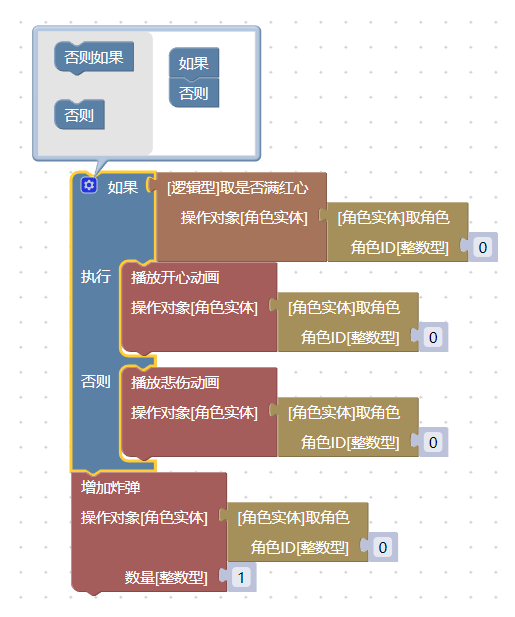 否则如果
如果
否则
否则
如果
[逻辑型]取是否满红心
操作对象[角色实体]
[角色实体]取角色
角色ID[整数型]
0
执行
播放开心动画
操作对象[角色实体]
[角色实体]取角色
角色ID[整数型]
0
否则
播放悲伤动画
操作对象[角色实体]
[角色实体]取角色
角色ID[整数型]
0
增加炸弹
操作对象[角色实体]
[角色实体]取角色
角色ID[整数型]
0
数量[整数型]
1